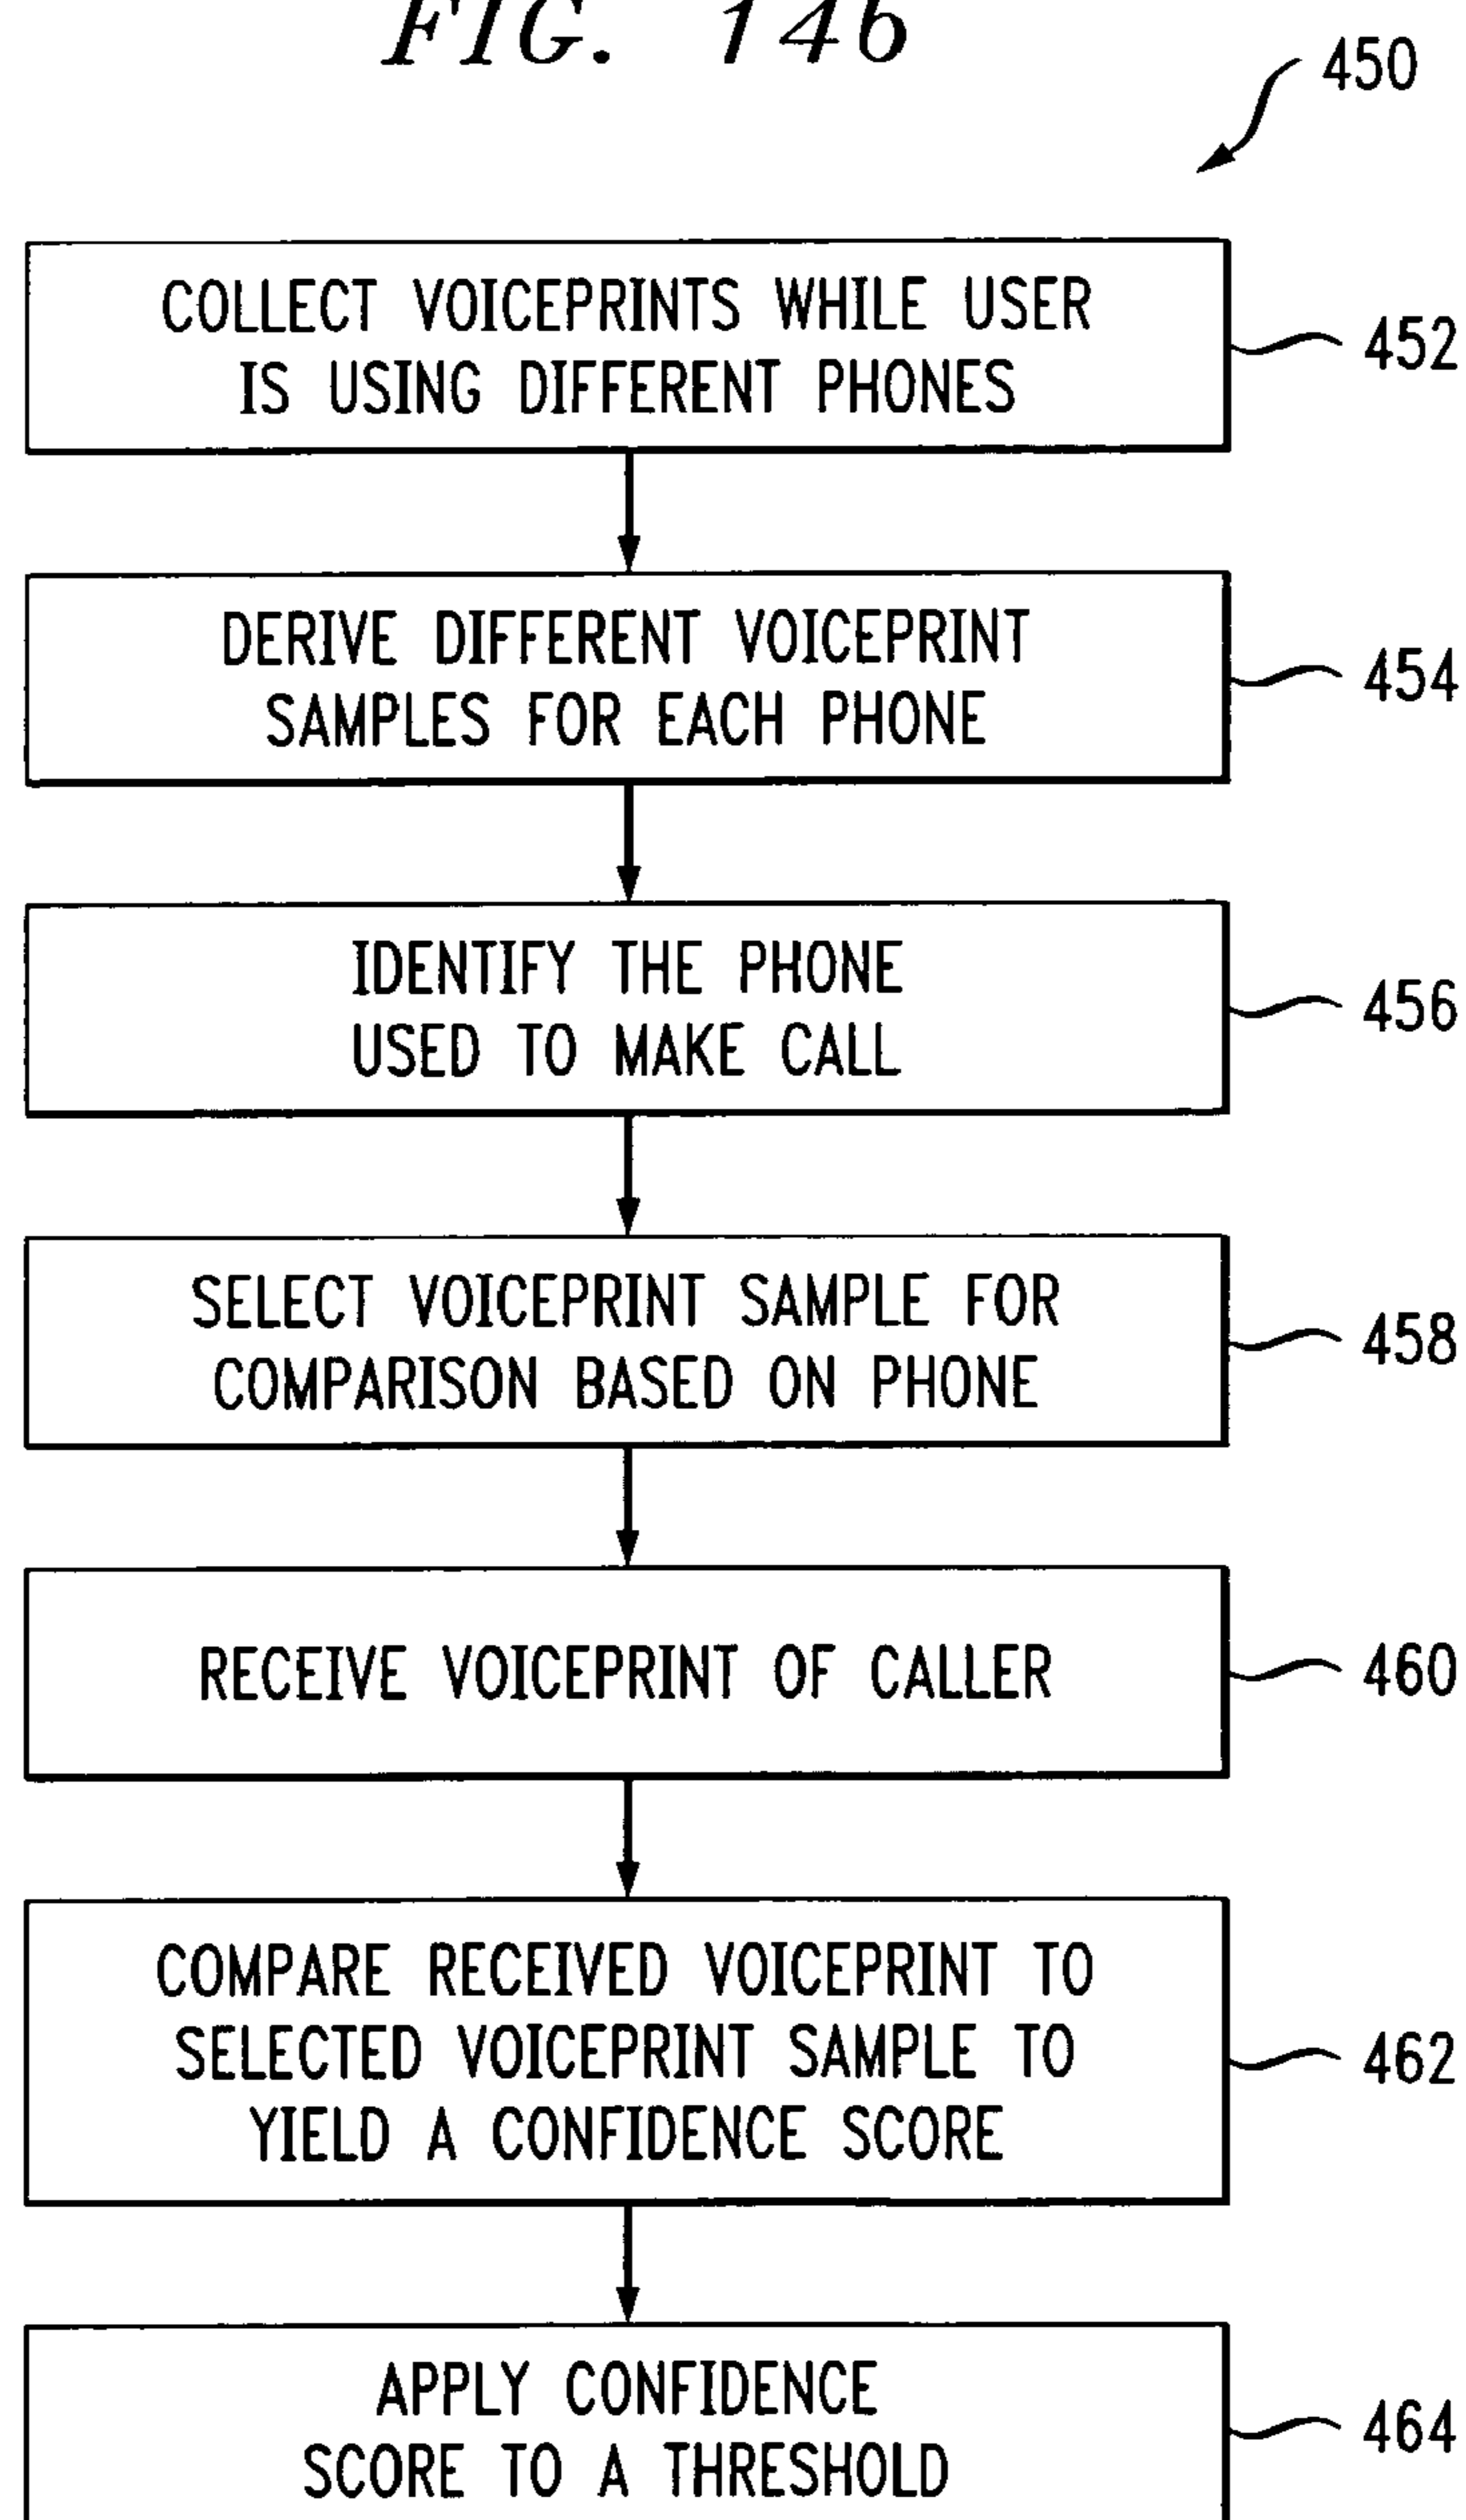 FIG. 14b
450
COLLECT VOICEPRINTS WHILE USER
IS USING DIFFERENT PHONES
452
DERIVE DIFFERENT VOICEPRINT
SAMPLES FOR EACH PHONE
454
IDENTIFY THE PHONE
USED TO MAKE CALL
456
SELECT VOICEPRINT SAMPLE FOR
COMPARISON BASED ON PHONE
458
RECEIVE VOICEPRINT OF CALLER
460
COMPARE RECEIVED VOICEPRINT TO
SELECTED VOICEPRINT SAMPLE TO
YIELD A CONFIDENCE SCORE
462
APPLY CONFIDENCE
SCORE TO A THRESHOLD
464